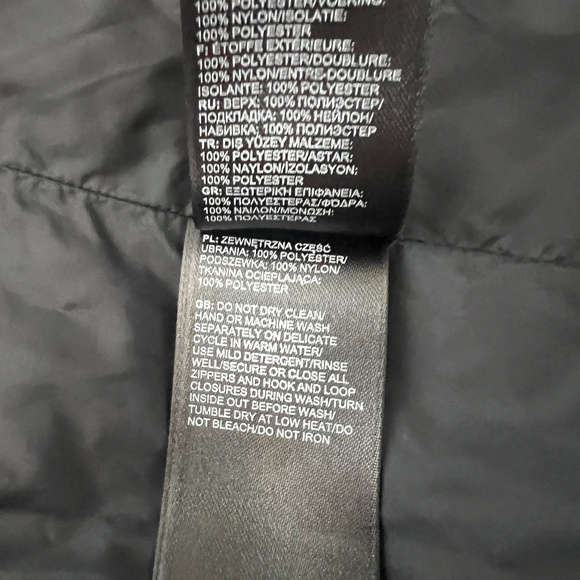 100% POLYESTER/VOERING:
100% NYLON/ISOLATIE:
100% POLYESTER
F: ÉTOFFE EXTÉRIEURE:
100% POLYESTER/DOUBLURE:
100% NYLON/ENTRE-DOUBLURE
ISOLANTE: 100% POLYESTER
RU: ВЕРХ: 100% ПОЛИЭСТЕР/
ПОДКЛАДКА: 100% НЕЙЛОН/
НАБИВКА: 100% ПОЛИЭСТЕР
TR: DIŞ YÜZEY MALZEME:
100% POLYESTER/ASTAR:
100% NAYLON/İZOLASYON:
100% POLYESTER
GR: ΕΞΩΤΕΡΙΚΗ ΕΠΙΦΑΝΕΙΑ:
100% ΠΟΛΥΕΣΤΕΡΑΣ/ΦΟΔΡΑ:
100% ΝΑΙΛΟΝ/ΜΟΝΩΣΗ:
100% ΠΟΛΥΕΣΤΕΡΑΣ
PL: ZEWNĘTRZNA CZĘŚĆ
UBRANIA: 100% POLYESTER/
PODSZEWKA: 100% NYLON/
TKANINA OCIEPLAJĄCA:
100% POLYESTER
GB: DO NOT DRY CLEAN/
HAND OR MACHINE WASH
SEPARATELY ON DELICATE
CYCLE IN WARM WATER/
USE MILD DETERGENT/RINSE
WELL/SECURE OR CLOSE ALL
ZIPPERS AND HOOK AND LOOP
CLOSURES DURING WASH/TURN
INSIDE OUT BEFORE WASH/
TUMBLE DRY AT LOW HEAT/DO
NOT BLEACH/DO NOT IRON